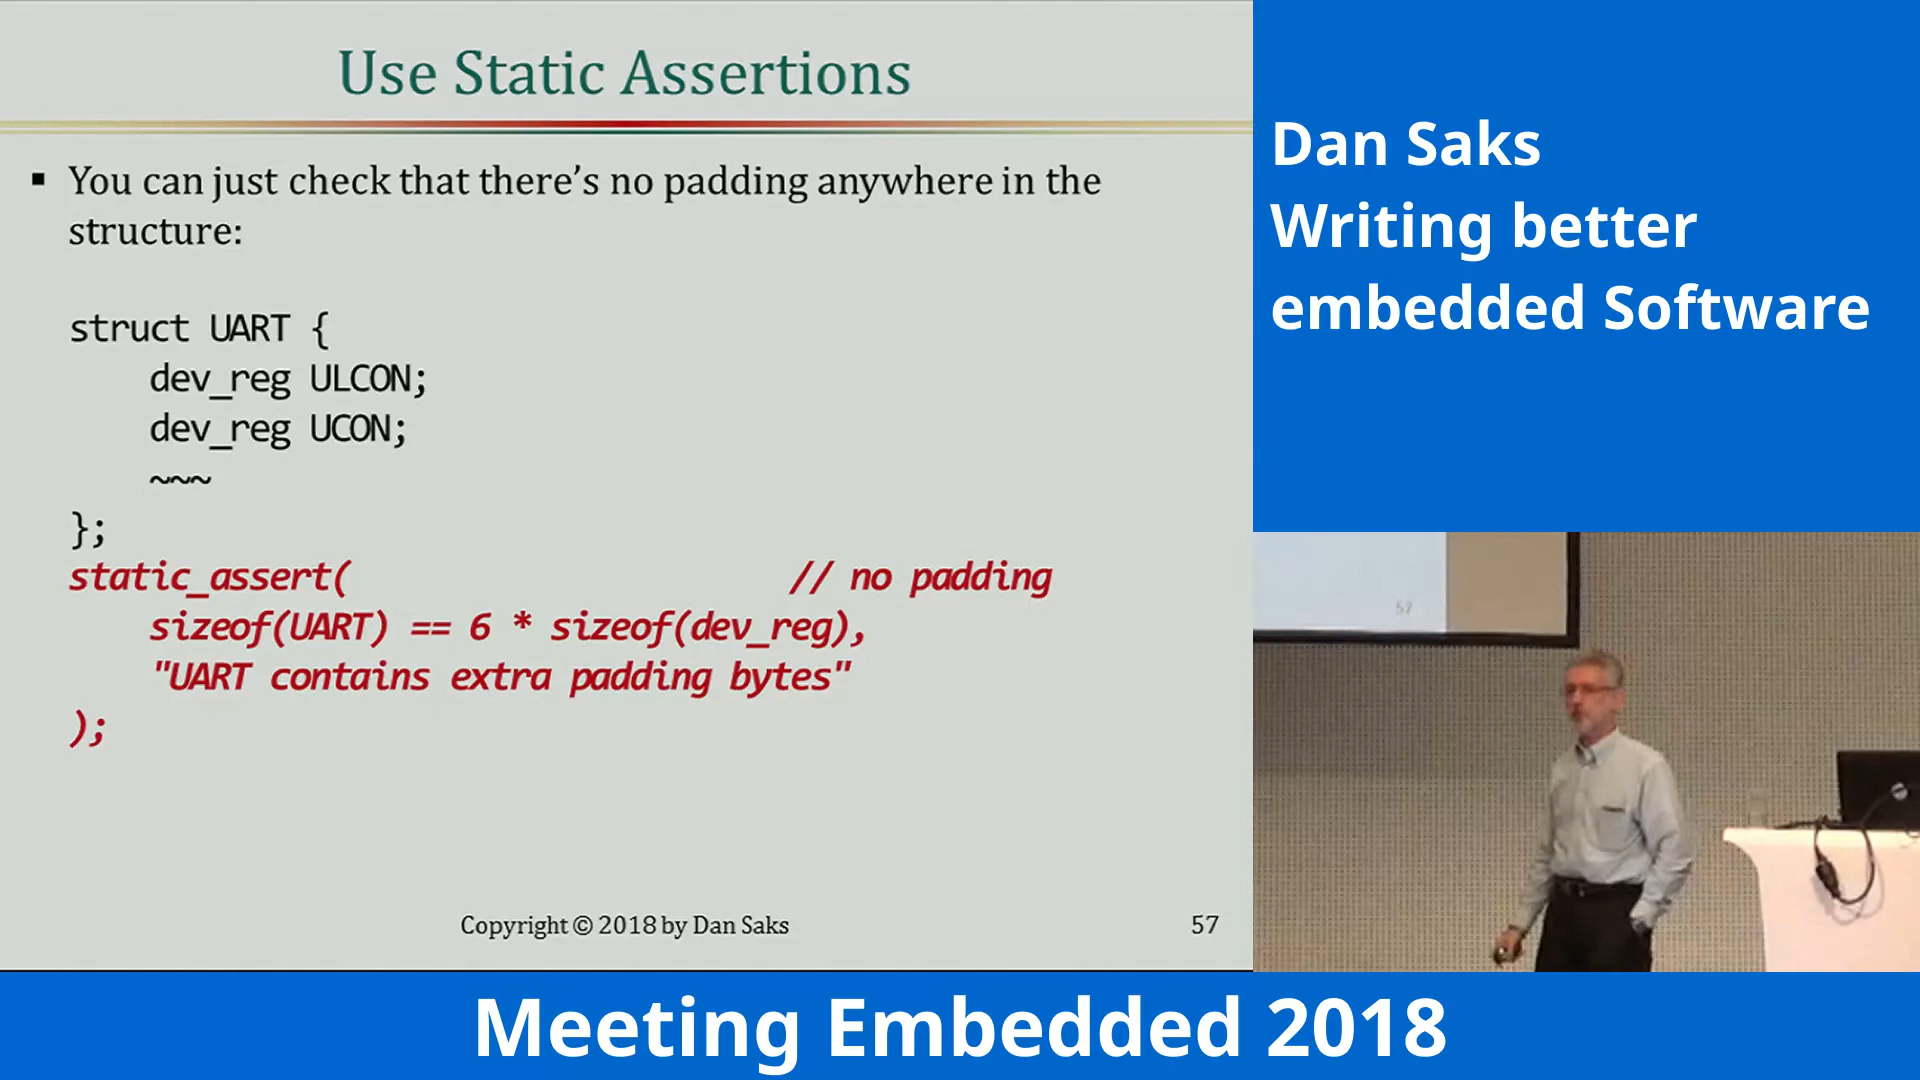 Use Static Assertions
▪ You can just check that there’s no padding anywhere in the
structure:
struct UART {
dev_reg ULCON;
dev_reg UCON;
~~~
};
static_assert( // no padding
sizeof(UART) == 6 * sizeof(dev_reg),
"UART contains extra padding bytes"
);
Copyright © 2018 by Dan Saks
57
Dan Saks
Writing better
embedded Software
57
Meeting Embedded 2018